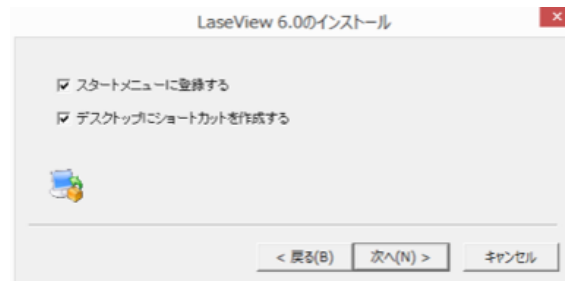 LaseView 6.0のインストール
スタートメニューに登録する
デスクトップにショートカットを作成する
< 戻る(B) 次へ(N) > キャンセル